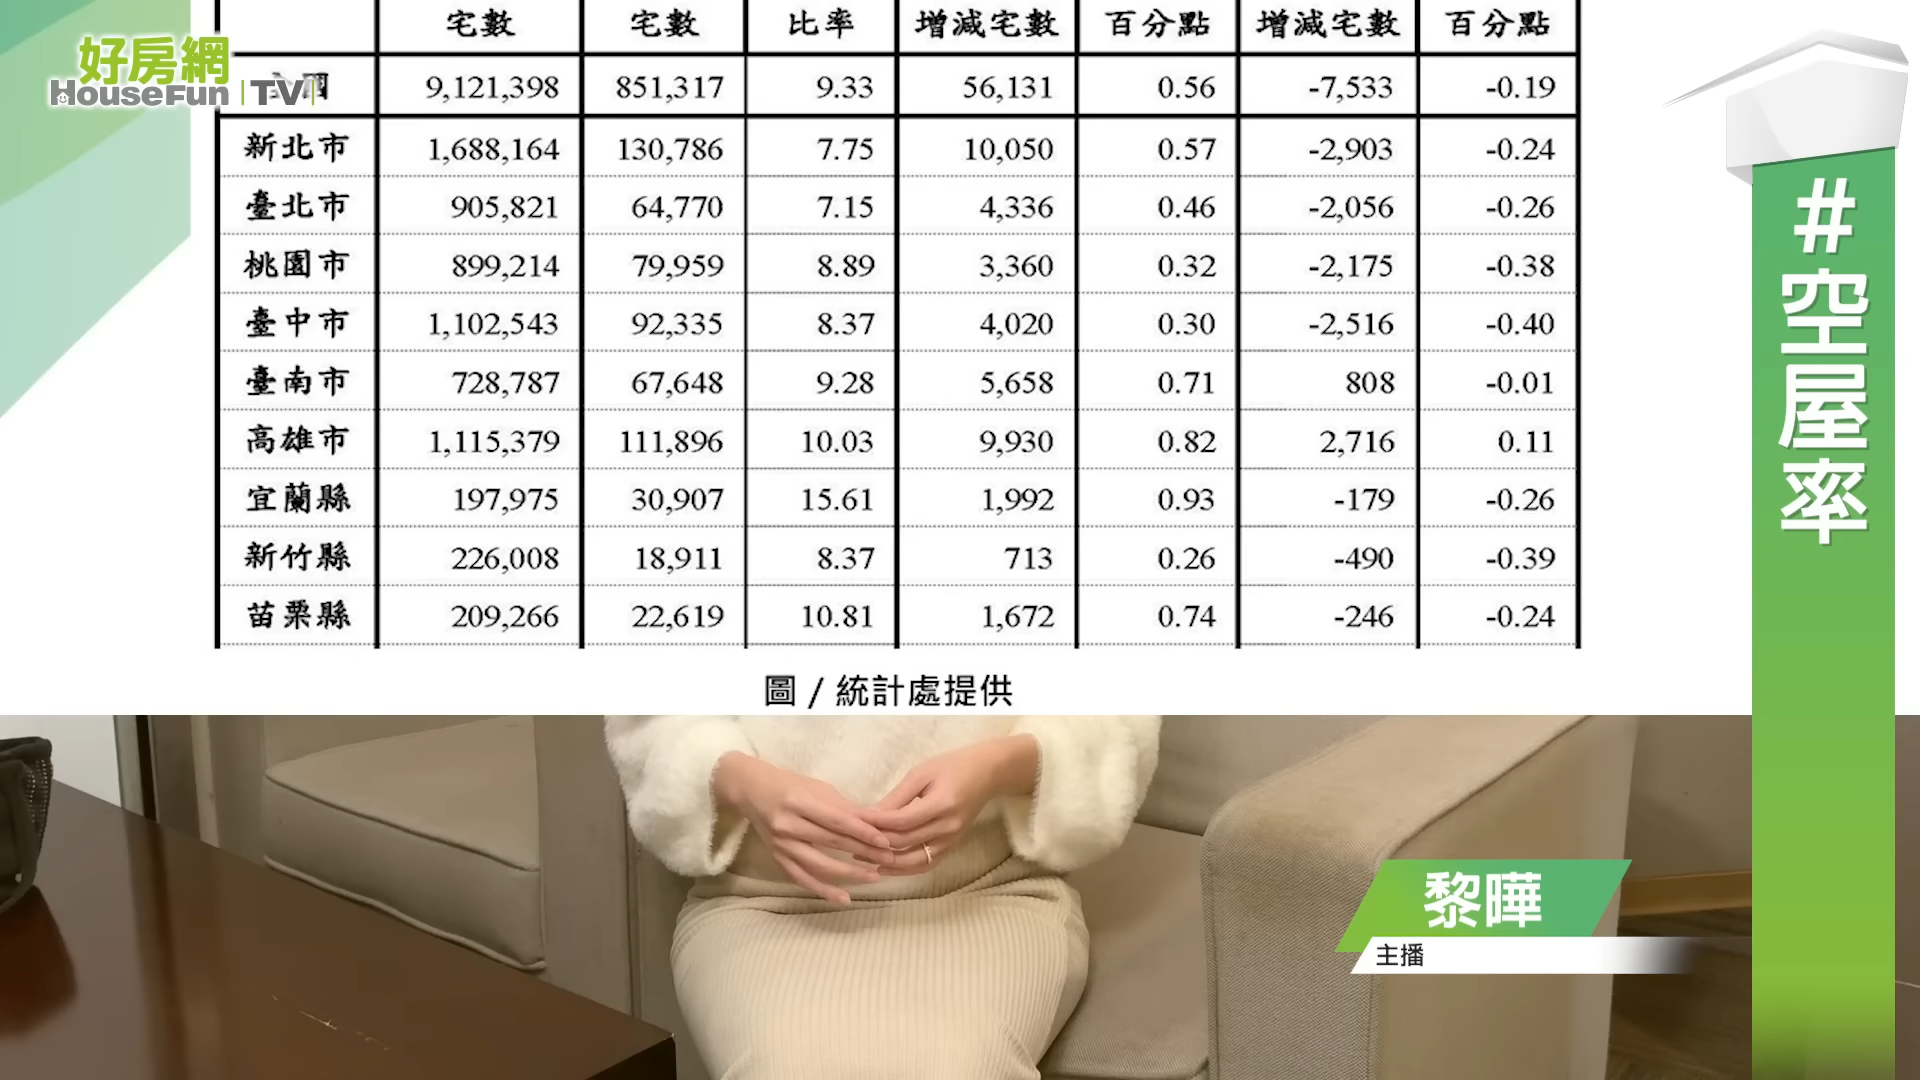 宅數 宅數 比率 增減宅數 百分點 增減宅數 百分點
好房網
HouseFun TV
國 9,121,398 851,317 9.33 56,131 0.56 -7,533 -0.19
新北市 1,688,164 130,786 7.75 10,050 0.57 -2,903 -0.24
臺北市 905,821 64,770 7.15 4,336 0.46 -2,056 -0.26
桃園市 899,214 79,959 8.89 3,360 0.32 -2,175 -0.38
臺中市 1,102,543 92,335 8.37 4,020 0.30 -2,516 -0.40
臺南市 728,787 67,648 9.28 5,658 0.71 808 -0.01
高雄市 1,115,379 111,896 10.03 9,930 0.82 2,716 0.11
宜蘭縣 197,975 30,907 15.61 1,992 0.93 -179 -0.26
新竹縣 226,008 18,911 8.37 713 0.26 -490 -0.39
苗栗縣 209,266 22,619 10.81 1,672 0.74 -246 -0.24
圖 / 統計處提供
#空屋率
黎曄
主播